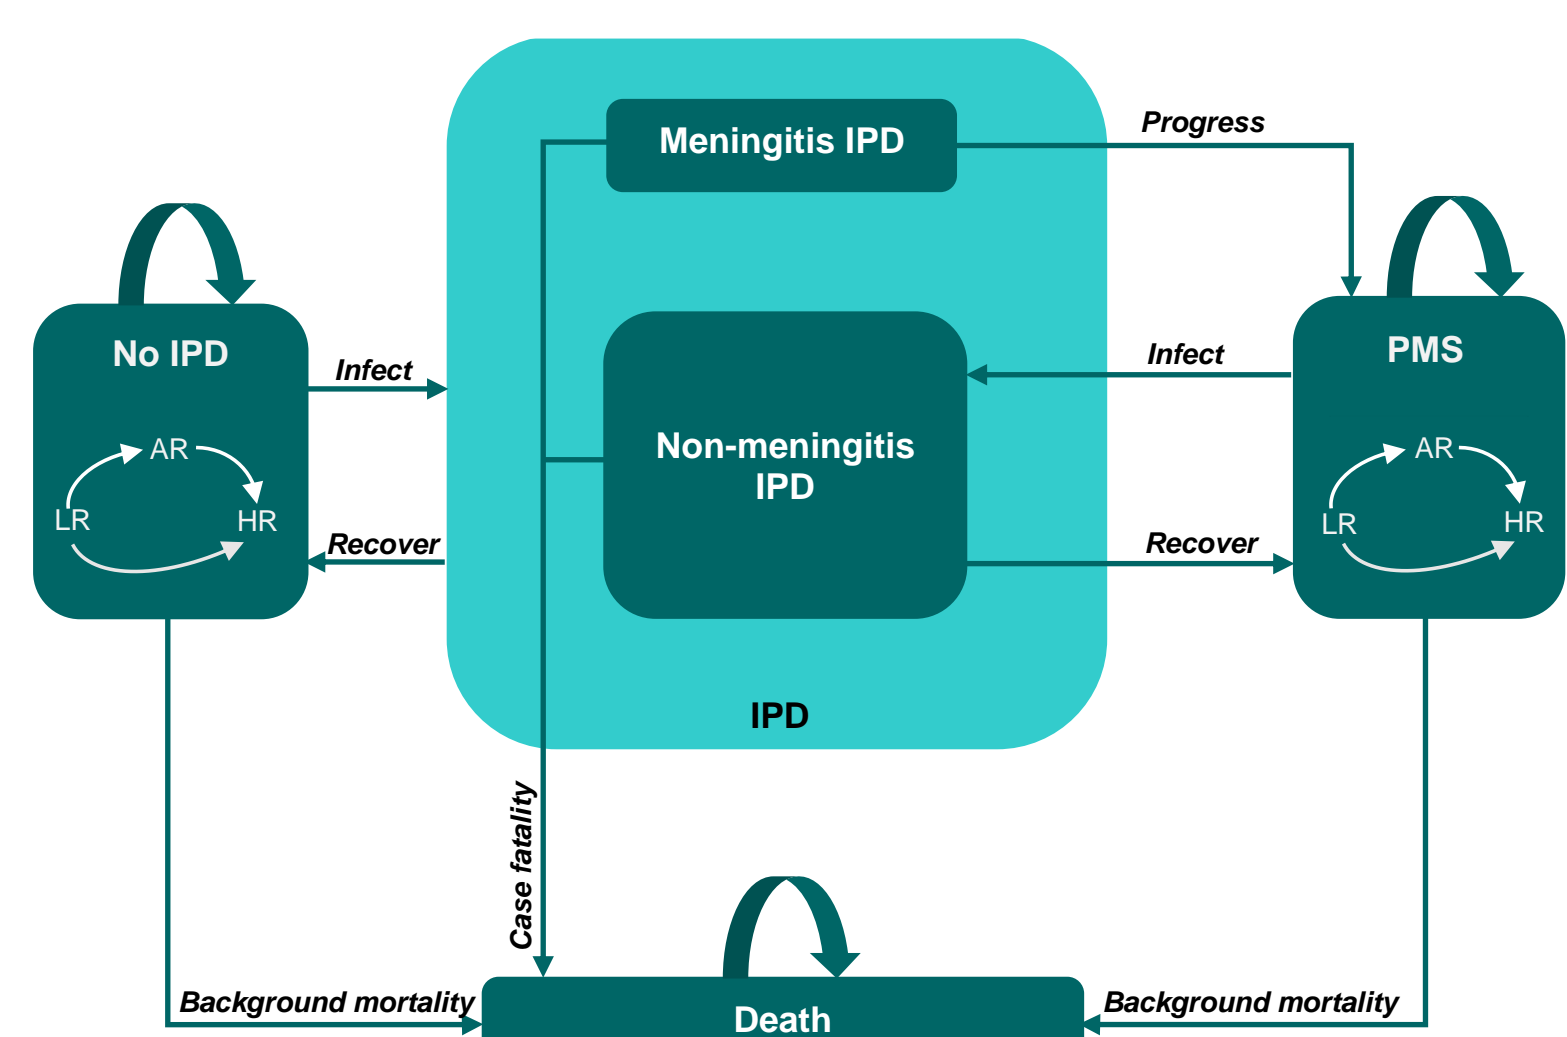 Progress
Meningitis IPD
No IPD
Infect
Infect
PMS
AR
LR
HR
Non-meningitis
IPD
AR
LR
HR
Recover
Recover
IPD
Case fatality
Background mortality
Death
Background mortality